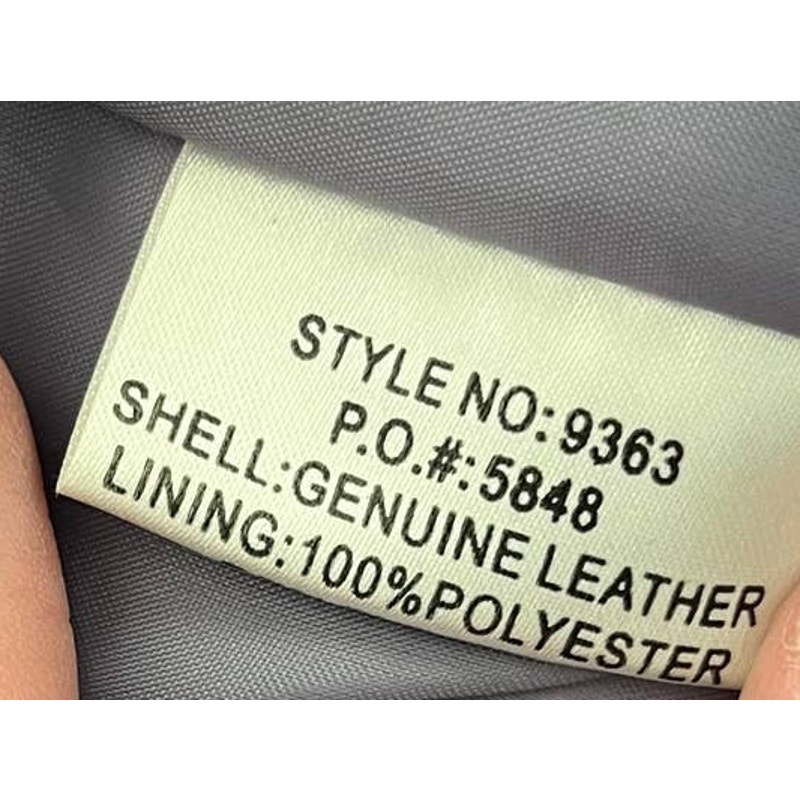 STYLE NO:9363
P.O.#:5848
SHELL:GENUINE LEATHER
LINING:100%POLYESTER